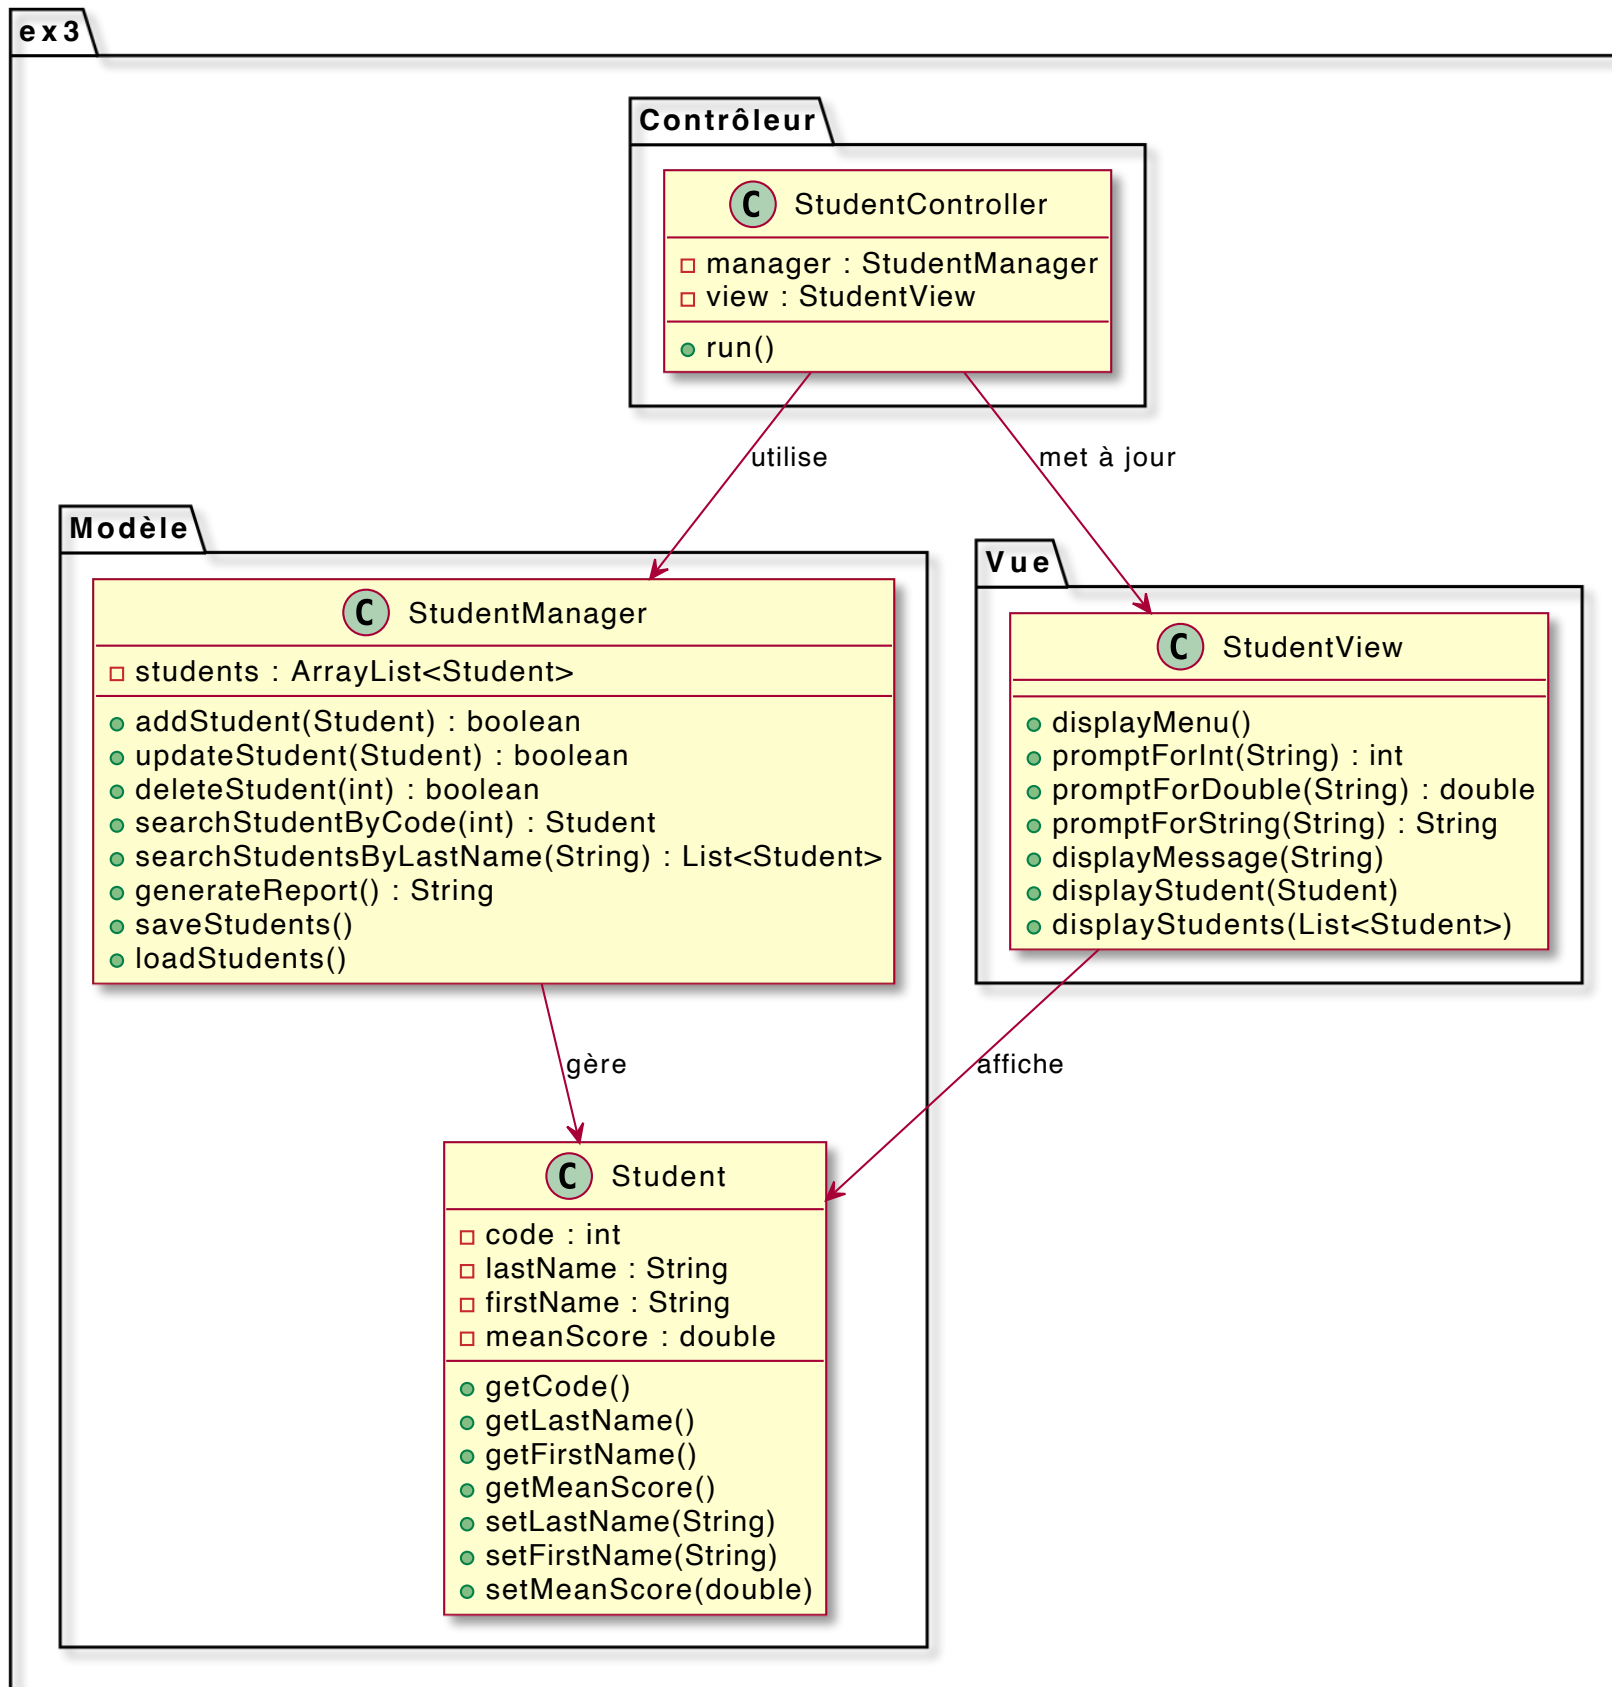 ex3
Contrôleur
C StudentController
manager : StudentManager
view : StudentView
run()
utilise
met à jour
Modèle
C StudentManager
students : ArrayList<Student>
addStudent(Student) : boolean
updateStudent(Student) : boolean
deleteStudent(int) : boolean
searchStudentByCode(int) : Student
searchStudentsByLastName(String) : List<Student>
generateReport() : String
saveStudents()
loadStudents()
Vue
C StudentView
displayMenu()
promptForInt(String) : int
promptForDouble(String) : double
promptForString(String) : String
displayMessage(String)
displayStudent(Student)
displayStudents(List<Student>)
gère
affiche
C Student
code : int
lastName : String
firstName : String
meanScore : double
getCode()
getLastName()
getFirstName()
getMeanScore()
setLastName(String)
setFirstName(String)
setMeanScore(double)